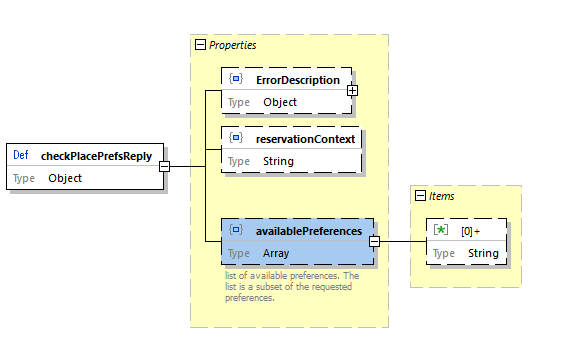 Properties
ErrorDescription
Type Object
reservationContext
Type String
Def checkPlacePrefsReply
Type Object
availablePreferences
Type Array
list of available preferences. The
list is a subset of the requested
preferences.
Items
[0]+
Type String